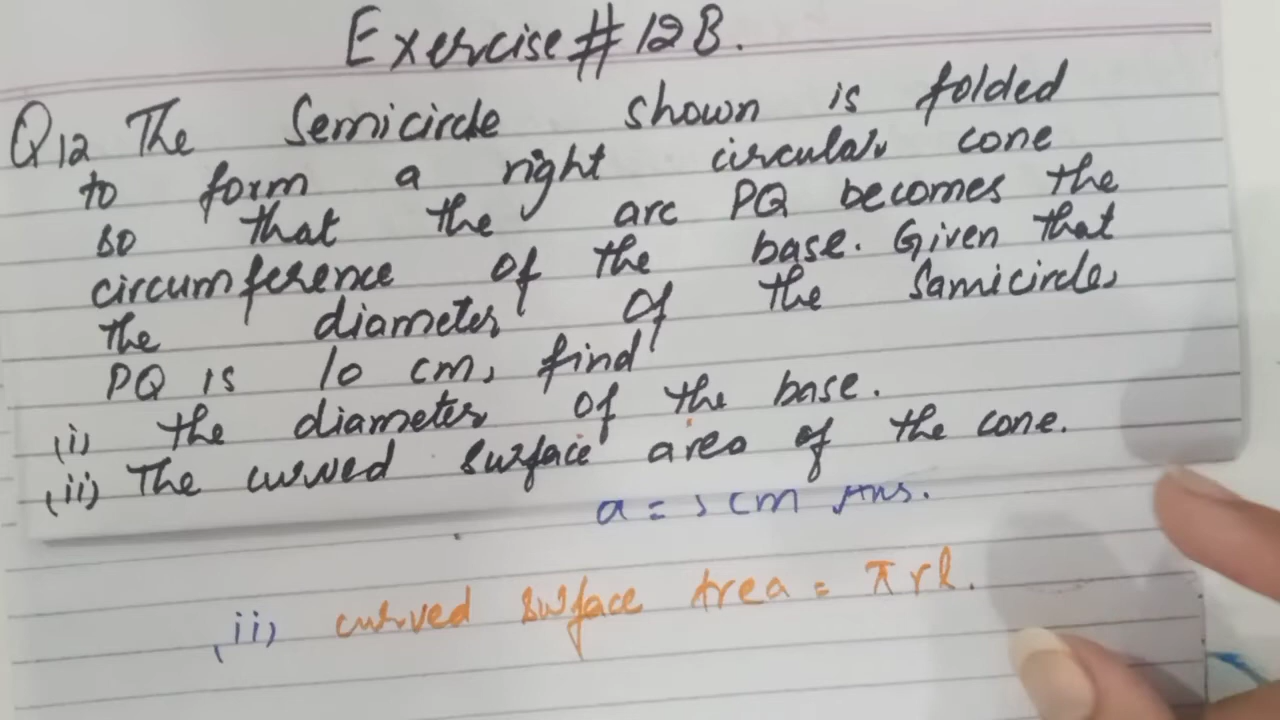 Exercise # 12B.
Q12 The Semicircle shown is folded
to form a right circular cone
so that the arc PQ becomes the
circumference of the base. Given that
the diameter of the Samicircle,
PQ is 10 cm, find
(i) the diameter of the base.
(ii) The curved surface area of the cone.
cm Ans.
(ii) curved surface Area = πrl.